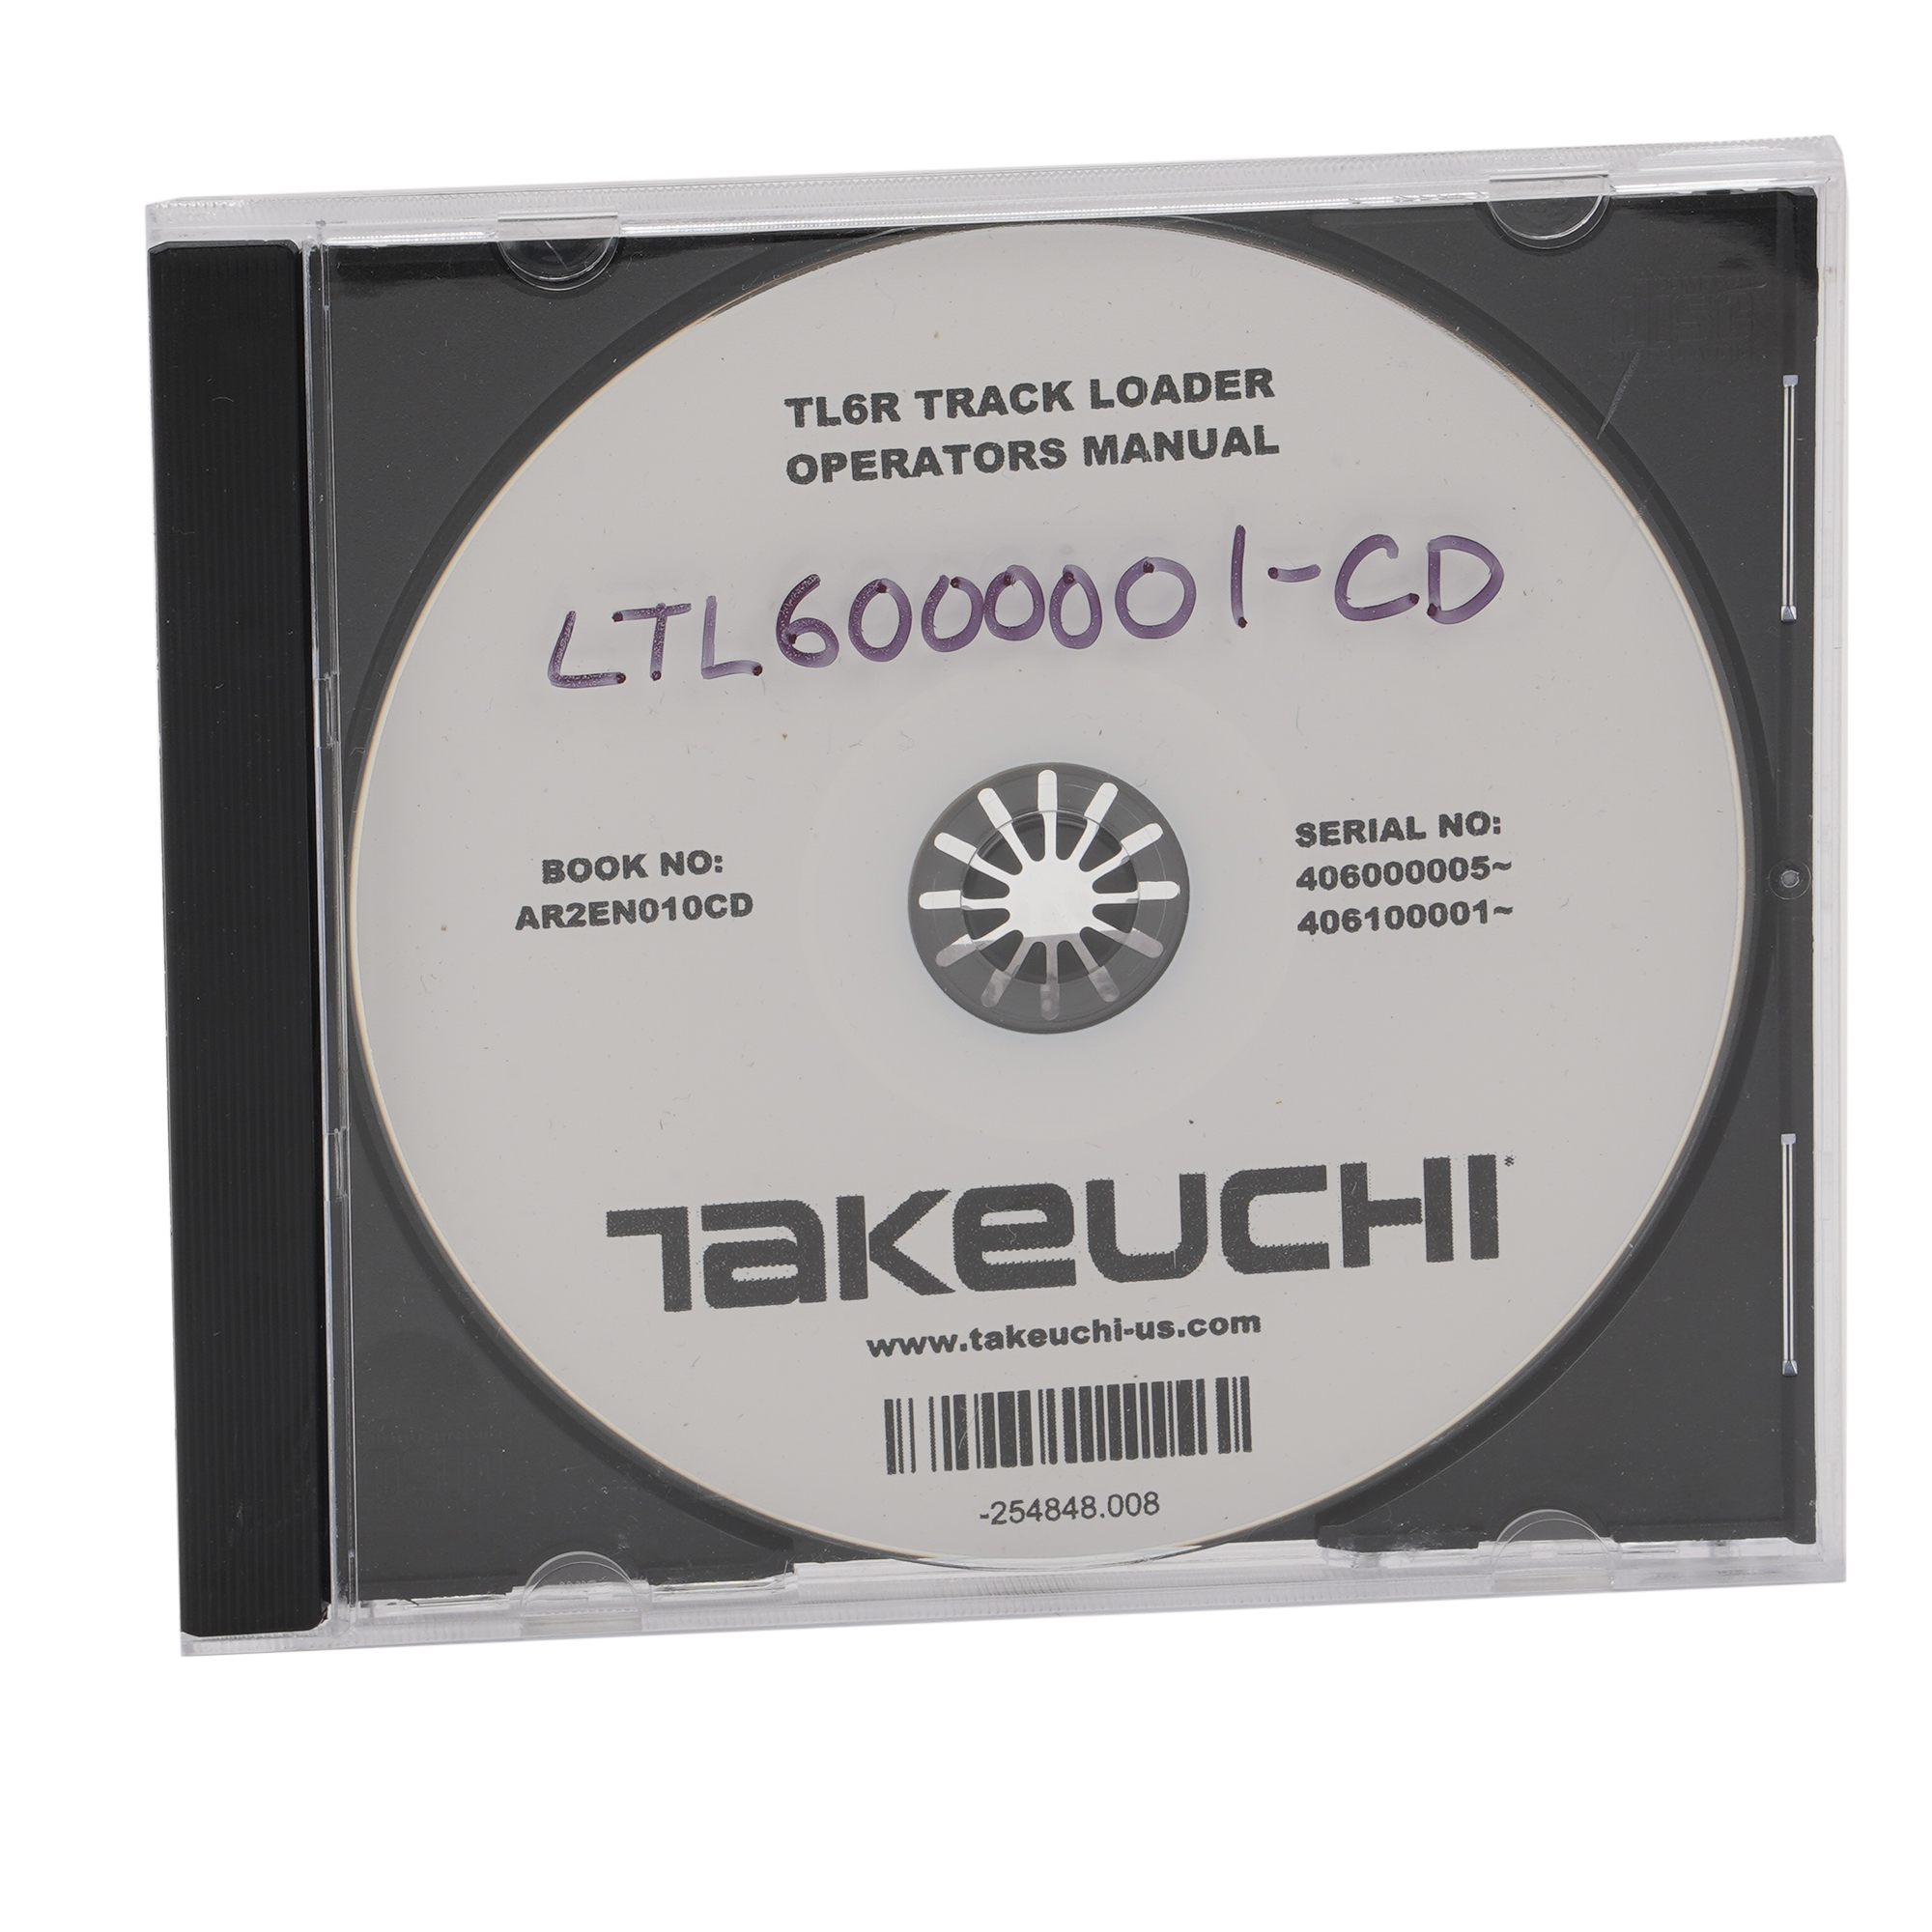 TL6R TRACK LOADER
OPERATORS MANUAL
LTL6000001-CD
BOOK NO:
AR2EN010CD
SERIAL NO:
406000005~
406100001~
TAKEUCHI
www.takeuchi-us.com
-254848.008